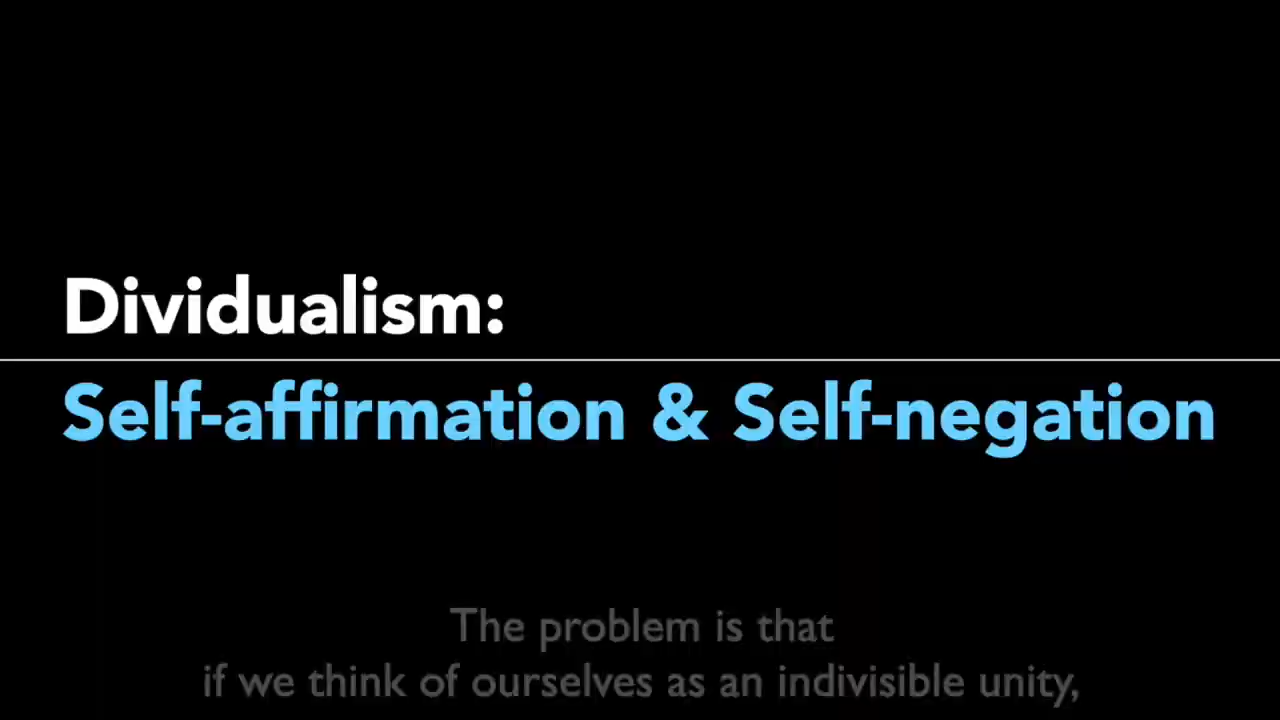 Dividualism:
Self-affirmation & Self-negation
The problem is that
if we think of ourselves as an indivisible unity,